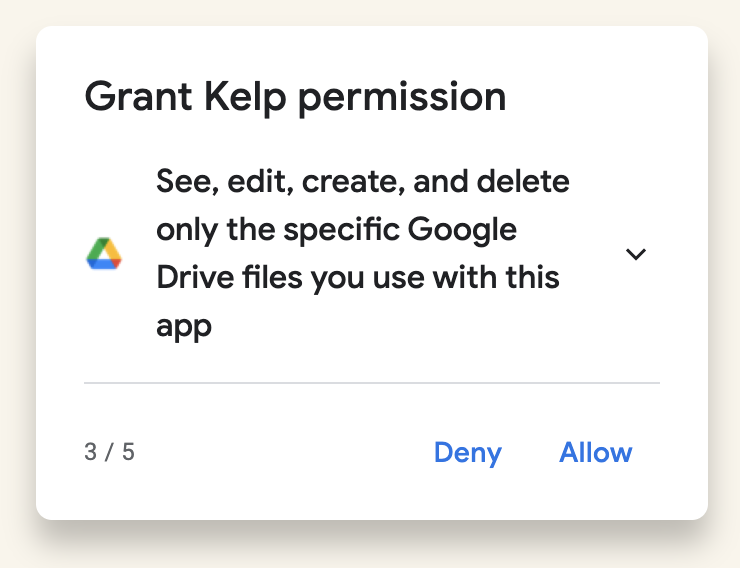 Grant Kelp permission
See, edit, create, and delete
only the specific Google
Drive files you use with this
app
3 / 5
Deny
Allow